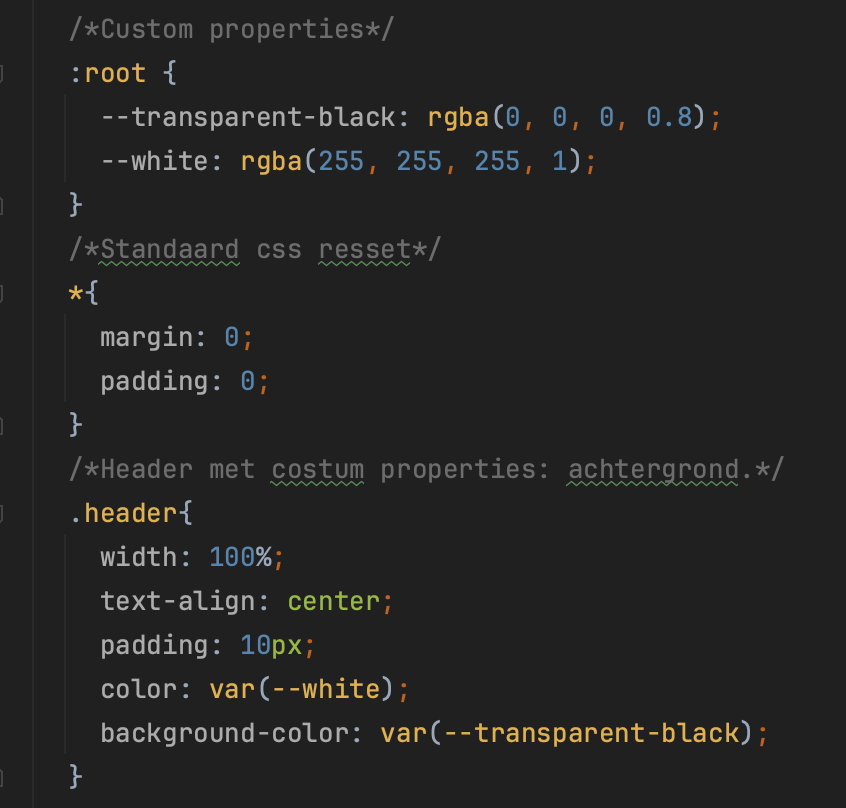 /*Custom properties*/
:root {
--transparent-black: rgba(0, 0, 0, 0.8);
--white: rgba(255, 255, 255, 1);
}
/*Standaard css resset*/
*{
margin: 0;
padding: 0;
}
/*Header met costum properties: achtergrond.*/
.header{
width: 100%;
text-align: center;
padding: 10px;
color: var(--white);
background-color: var(--transparent-black);
}